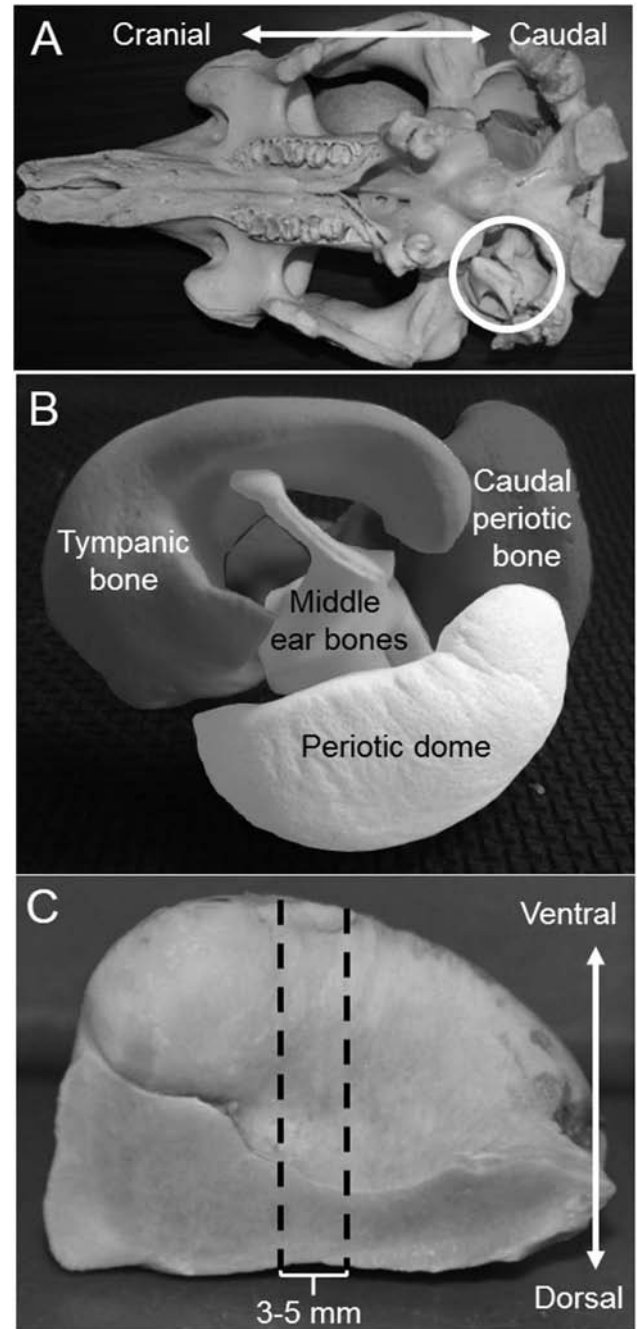 A
Cranial
Caudal
B
Tympanic
bone
Caudal
periotic
bone
Middle
ear bones
Periotic dome
C
Ventral
Dorsal
3-5 mm